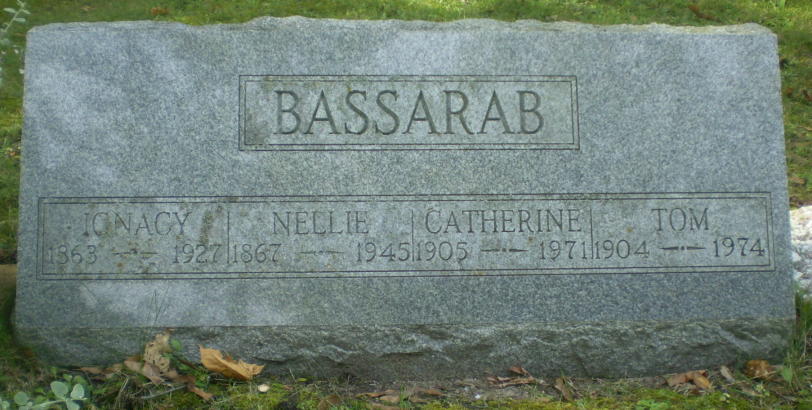 BASSARAB
IGNACY NELLIE CATHERINE TOM
1863 — 1927 1867 — 1945 1905 — 1971 1904 — 1974